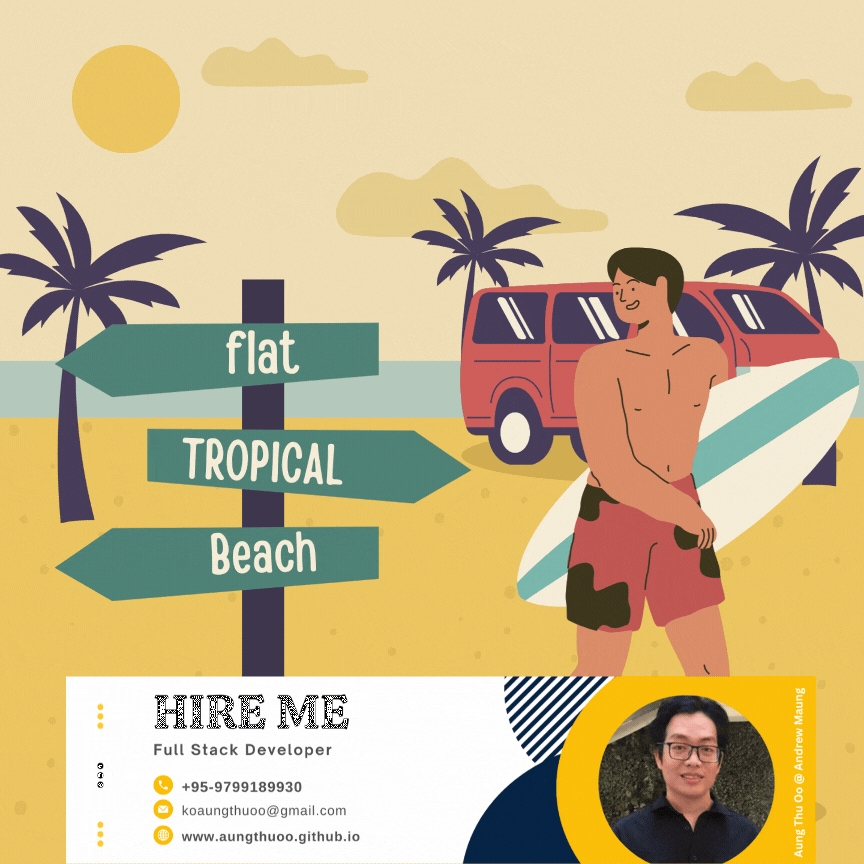 flat
TROPICAL
Beach
HIRE ME
Full Stack Developer
+95-9799189930
koaungthuoo@gmail.com
www.aungthuoo.github.io
Aung Thu Oo @ Andrew Maung